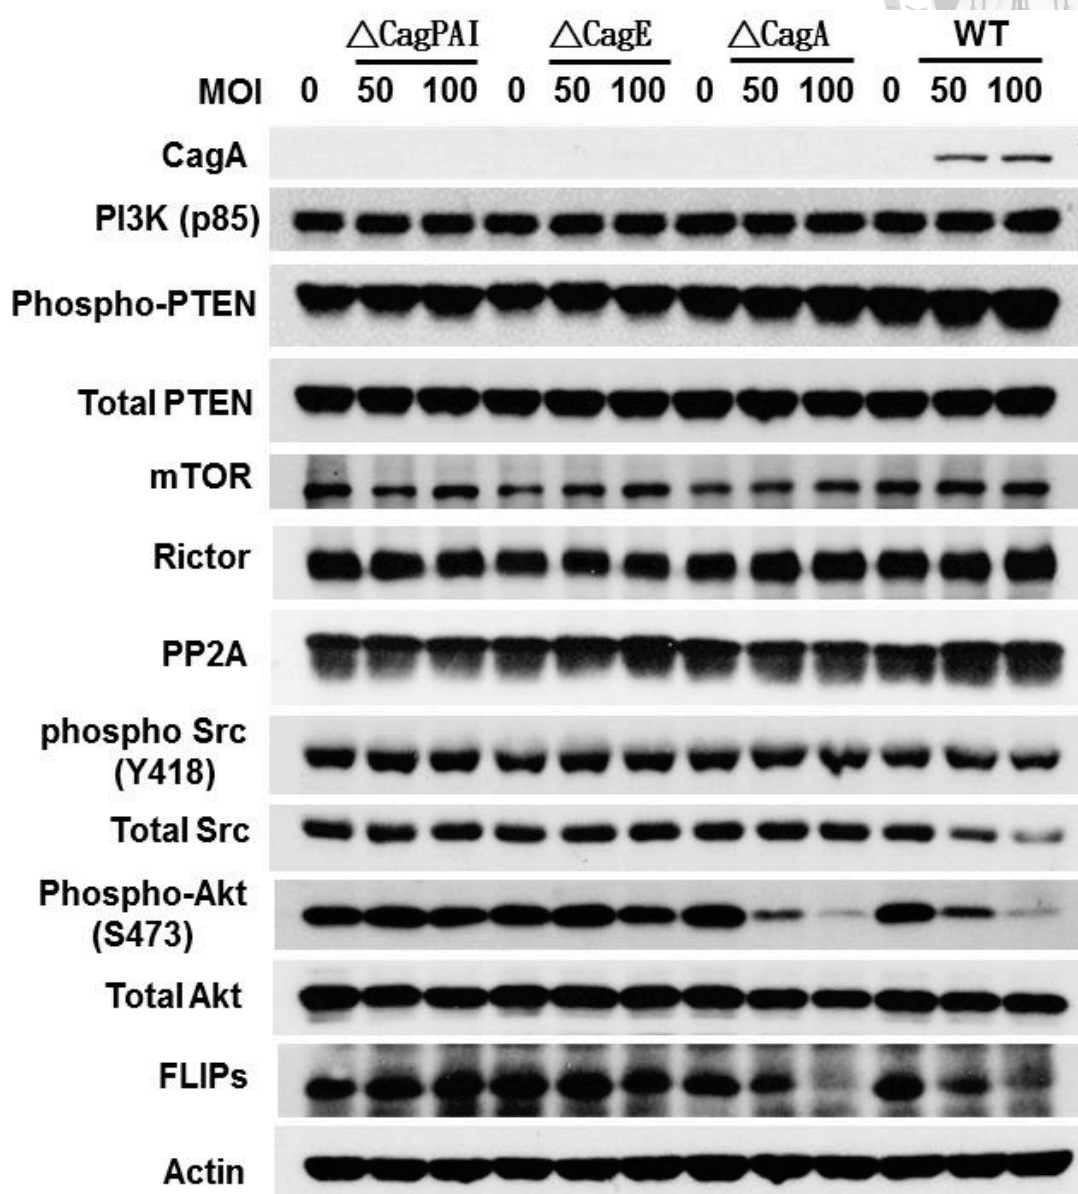 △CagPAI △CagE △CagA WT
MOI 0 50 100 0 50 100 0 50 100 0 50 100
CagA
PI3K (p85)
Phospho-PTEN
Total PTEN
mTOR
Rictor
PP2A
phospho Src
(Y418)
Total Src
Phospho-Akt
(S473)
Total Akt
FLIPs
Actin